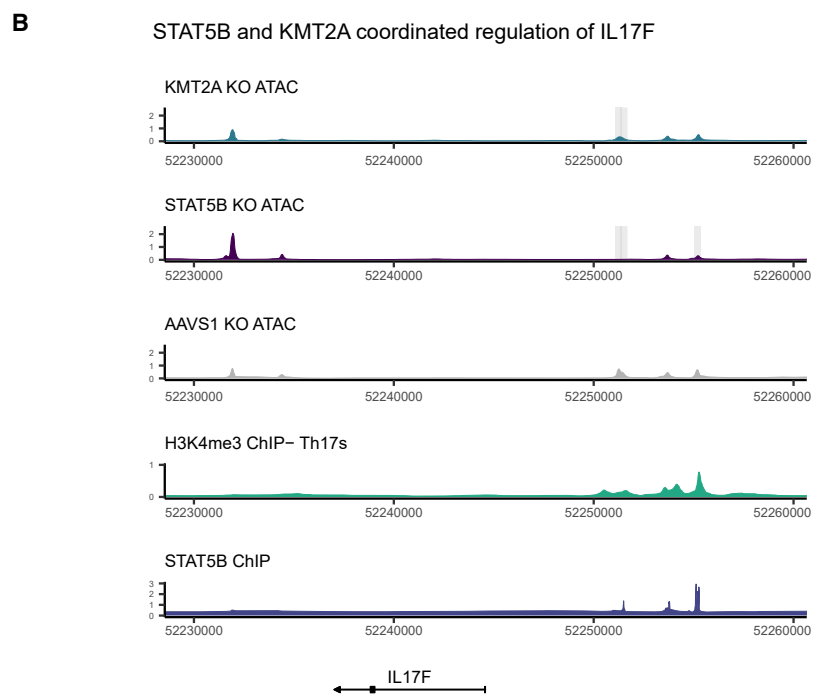 B
STAT5B and KMT2A coordinated regulation of IL17F
KMT2A KO ATAC
2
1
0
52230000 52240000 52250000 52260000
STAT5B KO ATAC
2
1
0
52230000 52240000 52250000 52260000
AAVS1 KO ATAC
2
1
0
52230000 52240000 52250000 52260000
H3K4me3 ChIP− Th17s
1
0
52230000 52240000 52250000 52260000
STAT5B ChIP
3
2
1
0
52230000 52240000 52250000 52260000
IL17F